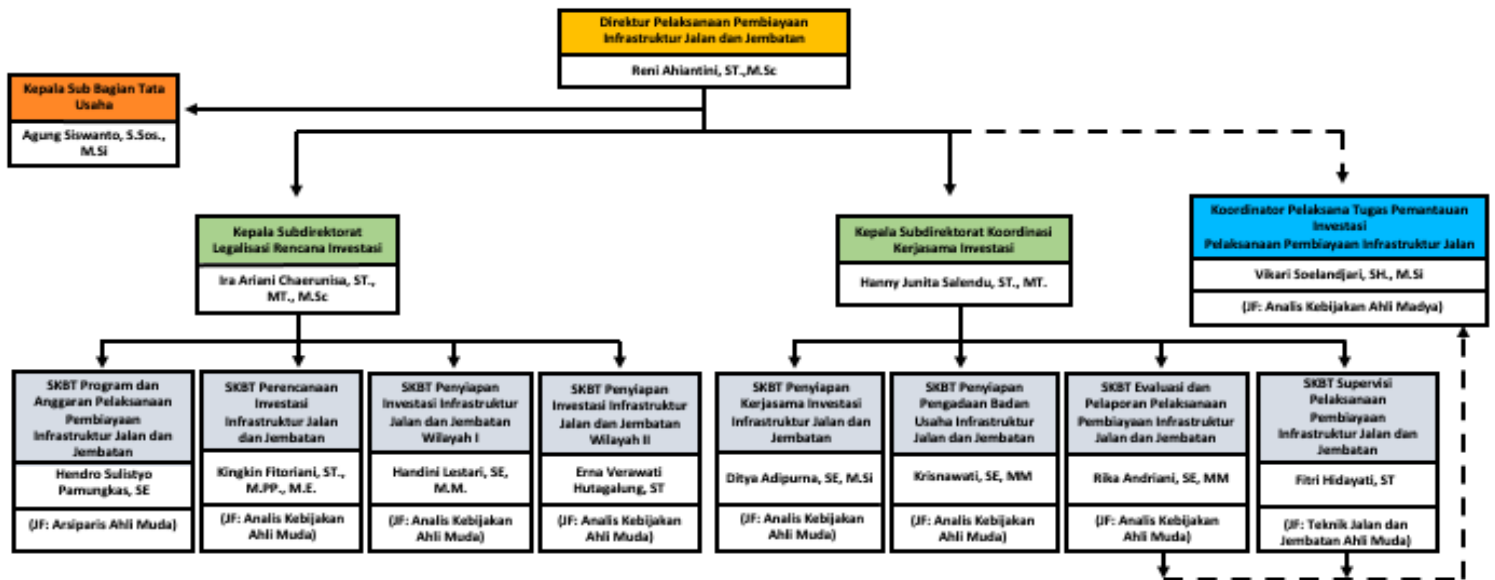 Direktur Pelaksanaan Pembiayaan
Infrastruktur Jalan dan Jembatan
Reni Ahiantini, ST.,M.Sc
Kepala Sub Bagian Tata
Usaha
Agung Siswanto, S.Sos.,
M.Si
Kepala Subdirektorat
Legalisasi Rencana Investasi
Ira Ariani Chaerunisa, ST.,
MT., M.Sc
Kepala Subdirektorat Koordinasi
Kerjasama Investasi
Hanny Junita Salendu, ST., MT.
Koordinator Pelaksana Tugas Pemantauan
Investasi
Pelaksanaan Pembiayaan Infrastruktur Jalan
Vikari Soelandjari, SH., M.Si
(JF: Analis Kebijakan Ahli Madya)
SKBT Program dan
Anggaran Pelaksanaan
Pembiayaan
Infrastruktur Jalan dan
Jembatan
Hendro Sulistyo
Pamungkas, SE
(JF: Arsiparis Ahli Muda)
SKBT Perencanaan
Investasi
Infrastruktur Jalan
dan Jembatan
Kingkin Fitoriani, ST.,
M.PP., M.E.
(JF: Analis Kebijakan
Ahli Muda)
SKBT Penyiapan
Investasi Infrastruktur
Jalan dan Jembatan
Wilayah I
Handini Lestari, SE,
M.M.
(JF: Analis Kebijakan
Ahli Muda)
SKBT Penyiapan
Investasi Infrastruktur
Jalan dan Jembatan
Wilayah II
Erna Verawati
Hutagalung, ST
(JF: Analis Kebijakan
Ahli Muda)
SKBT Penyiapan
Kerjasama Investasi
Infrastruktur Jalan dan
Jembatan
Ditya Adipurna, SE, M.Si
(JF: Analis Kebijakan
Ahli Muda)
SKBT Penyiapan
Pengadaan Badan
Usaha Infrastruktur
Jalan dan Jembatan
Krisnawati, SE, MM
(JF: Analis Kebijakan
Ahli Muda)
SKBT Evaluasi dan
Pelaporan Pelaksanaan
Pembiayaan Infrastruktur
Jalan dan Jembatan
Rika Andriani, SE, MM
(JF: Analis Kebijakan
Ahli Muda)
SKBT Supervisi
Pelaksanaan
Pembiayaan
Infrastruktur Jalan dan
Jembatan
Fitri Hidayati, ST
(JF: Teknik Jalan dan
Jembatan Ahli Muda)